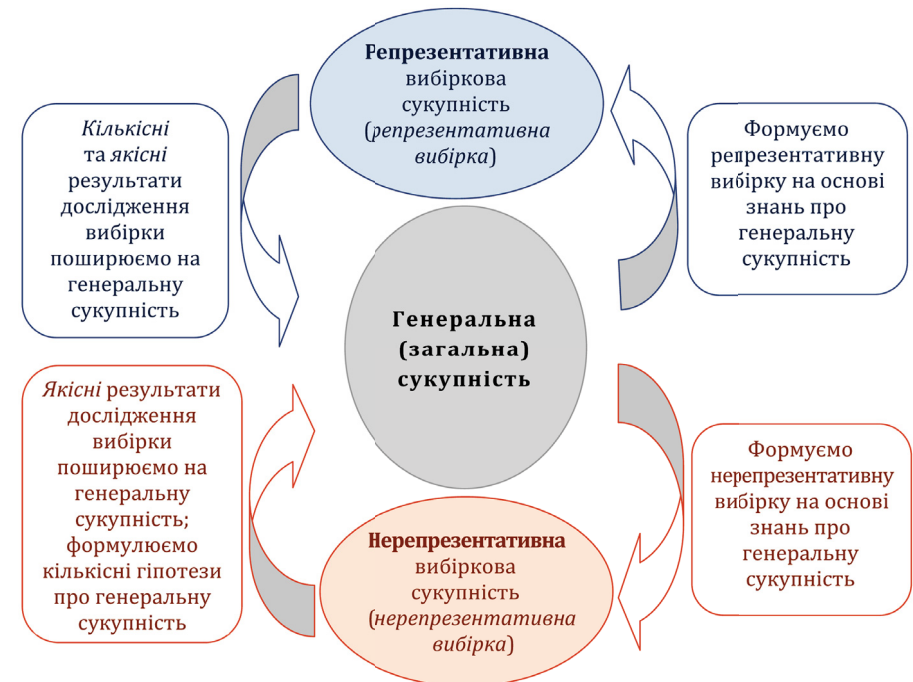 Репрезентативна
вибіркова
сукупність
(репрезентативна
вибірка)
Кількісні
та якісні
результати
дослідження
вибірки
поширюємо на
генеральну
сукупність
Формуємо
репрезентативну
вибірку на основі
знань про
генеральну
сукупність
Генеральна
(загальна)
сукупність
Якісні результати
дослідження
вибірки
поширюємо на
генеральну
сукупність;
формулюємо
кількісні гіпотези
про генеральну
сукупність
Формуємо
нерепрезентативну
вибірку на основі
знань про
генеральну
сукупність
Нерепрезентативна
вибіркова
сукупність
(нерепрезентативна
вибірка)